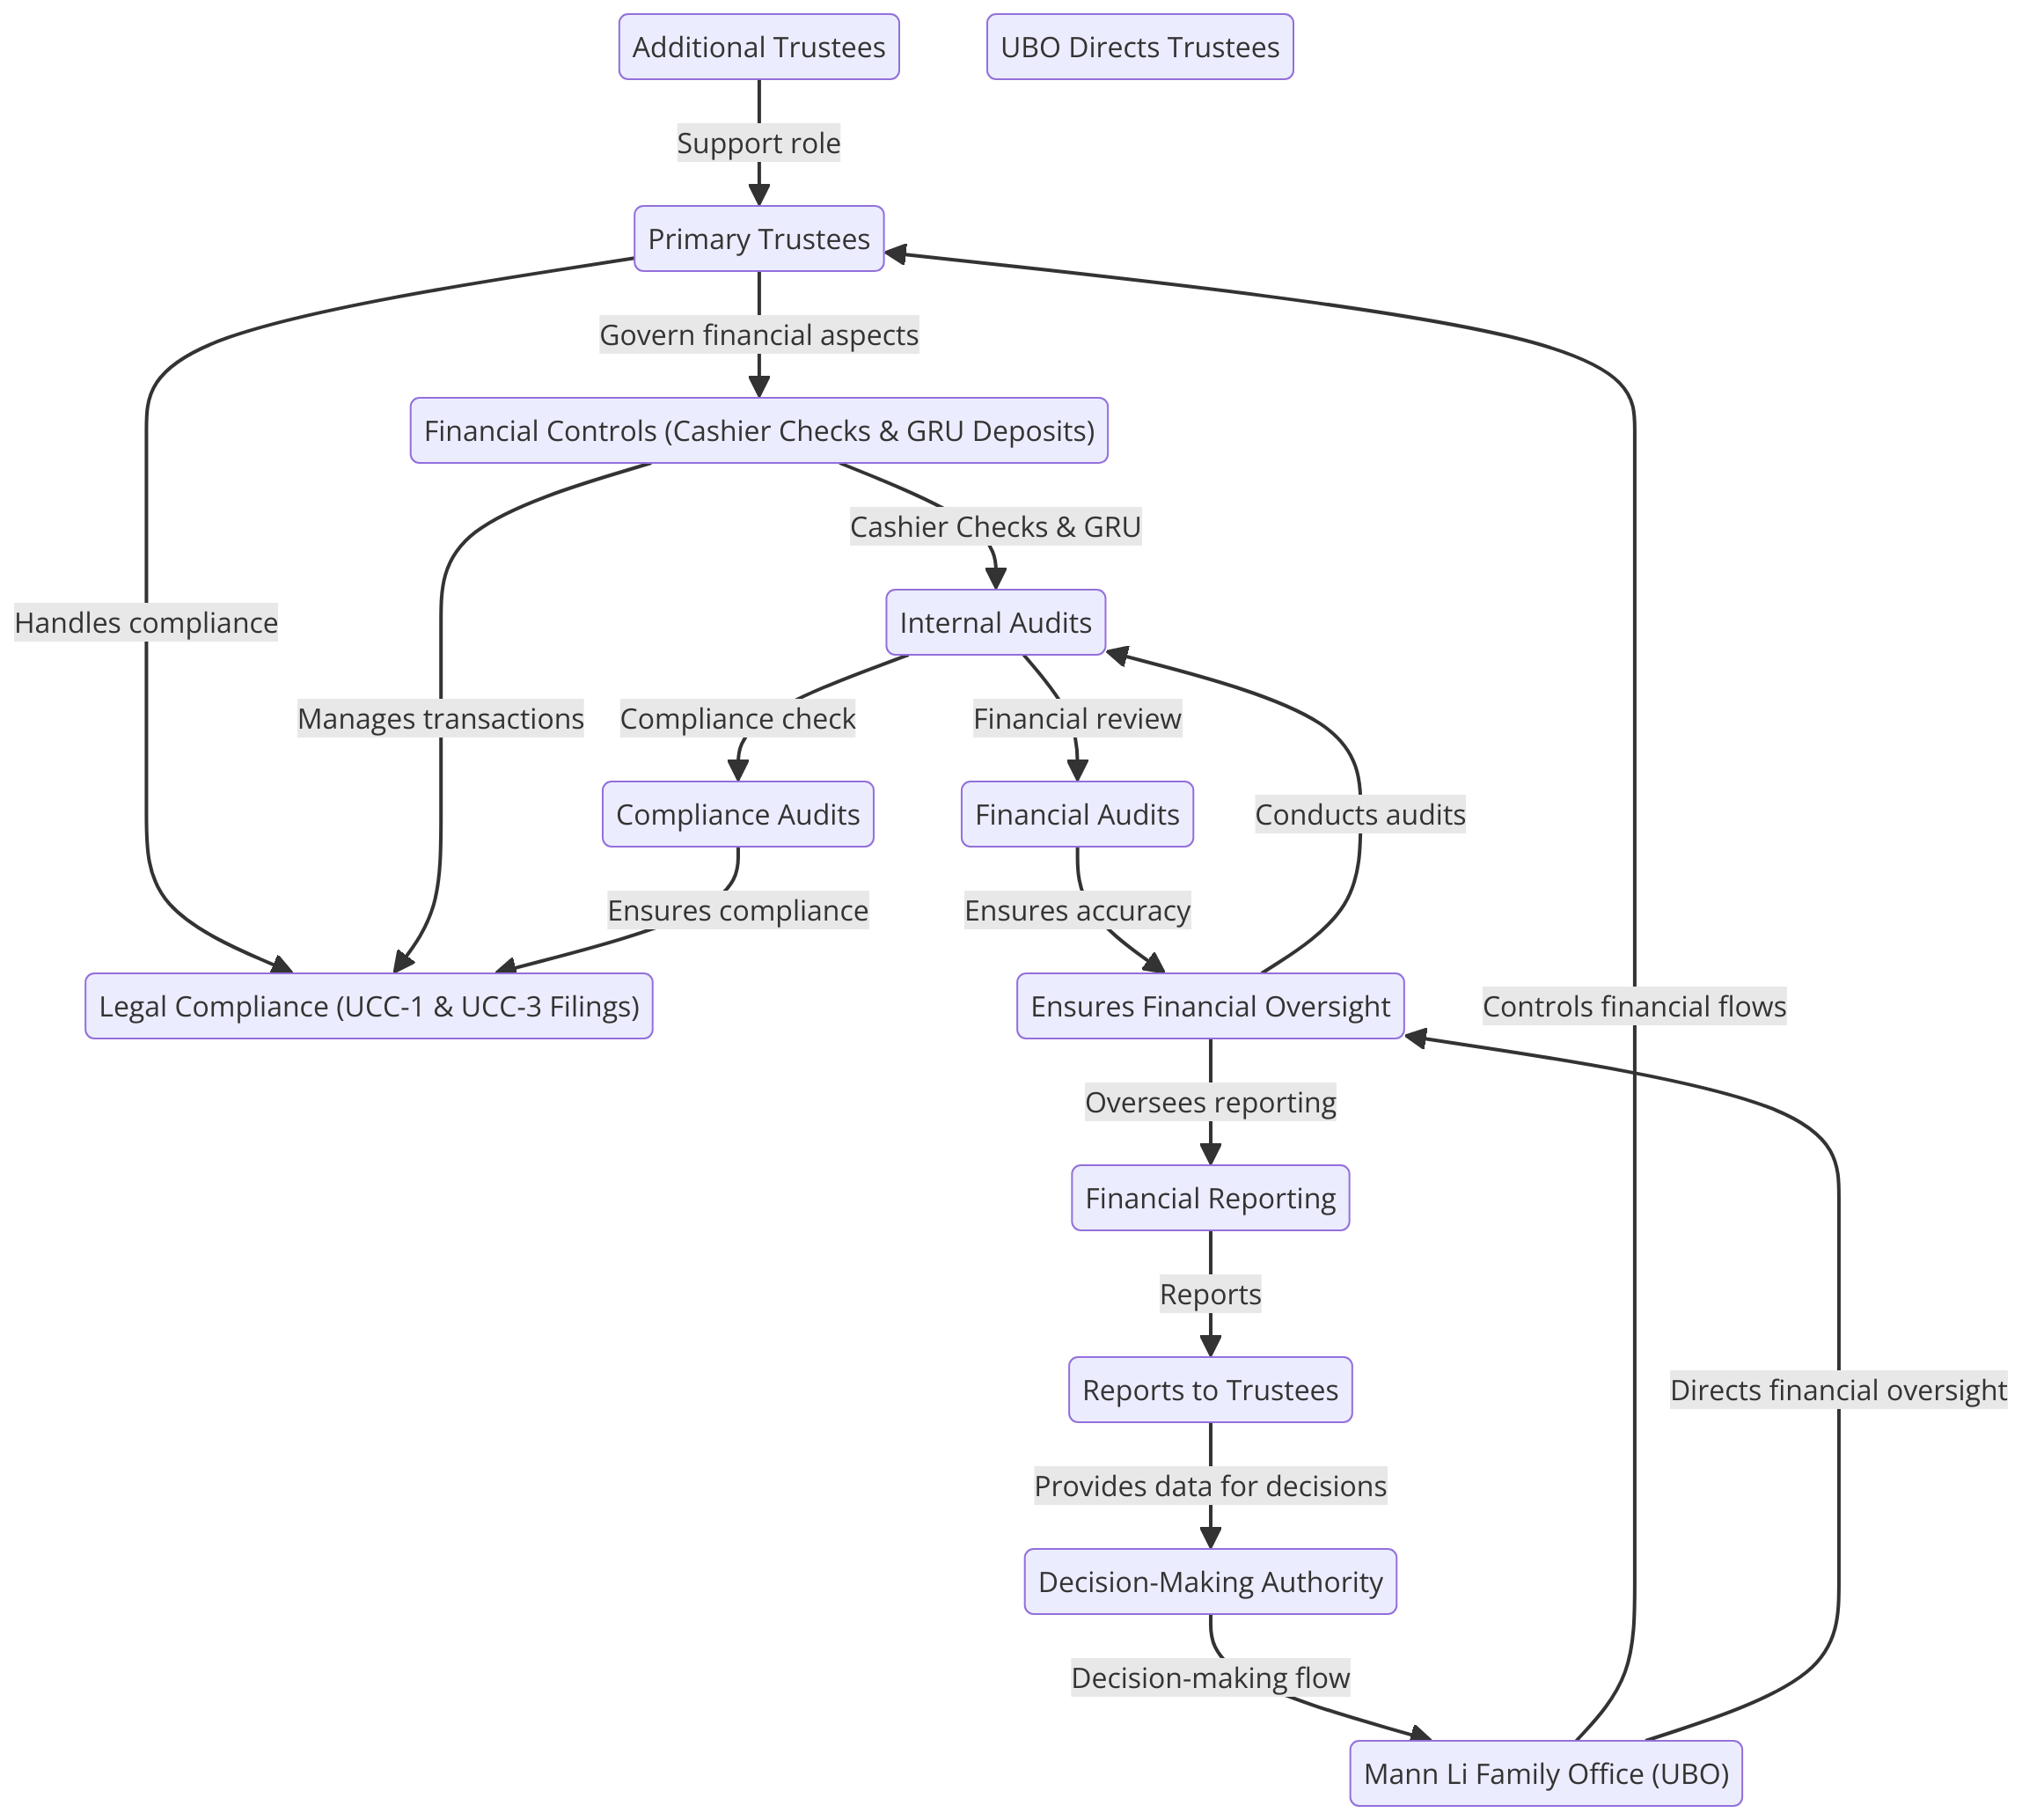 Additional Trustees
UBO Directs Trustees
Support role
Primary Trustees
Govern financial aspects
Financial Controls (Cashier Checks & GRU Deposits)
Cashier Checks & GRU
Handles compliance
Internal Audits
Manages transactions
Compliance check
Financial review
Compliance Audits
Financial Audits
Conducts audits
Ensures compliance
Ensures accuracy
Legal Compliance (UCC-1 & UCC-3 Filings)
Ensures Financial Oversight
Controls financial flows
Oversees reporting
Financial Reporting
Reports
Reports to Trustees
Directs financial oversight
Provides data for decisions
Decision-Making Authority
Decision-making flow
Mann Li Family Office (UBO)